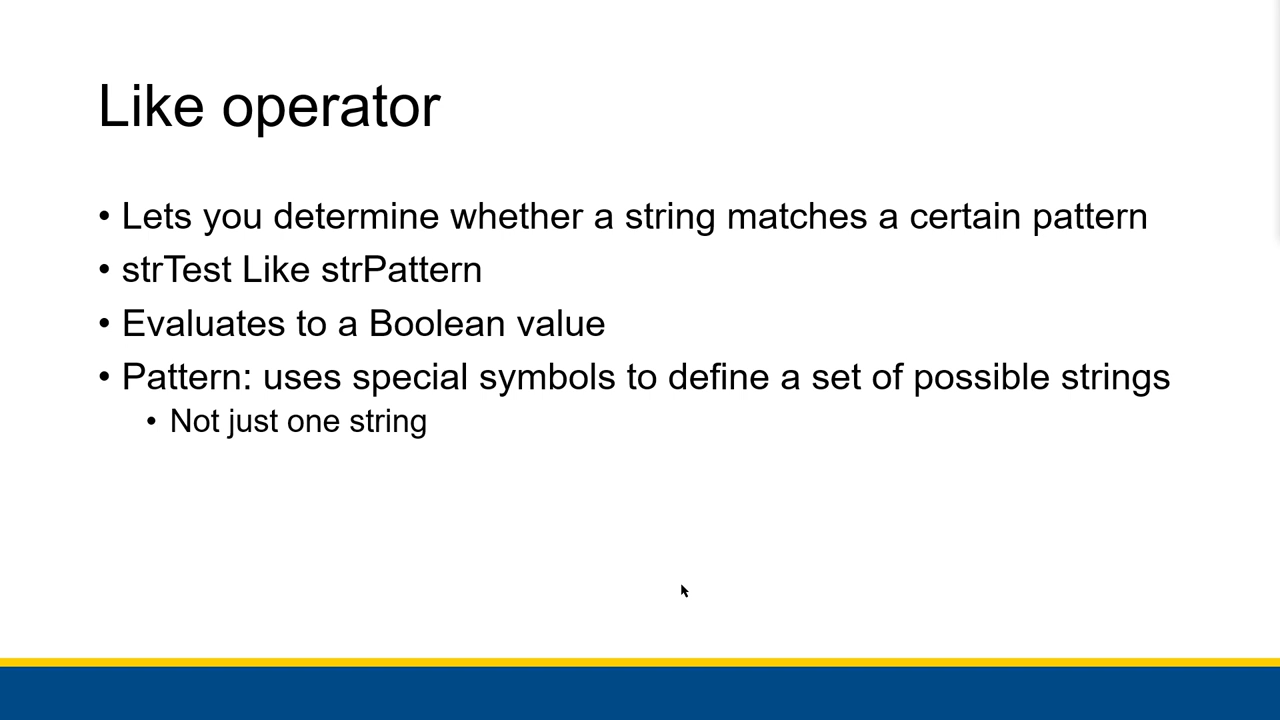 Like operator
• Lets you determine whether a string matches a certain pattern
• strTest Like strPattern
• Evaluates to a Boolean value
• Pattern: uses special symbols to define a set of possible strings
• Not just one string